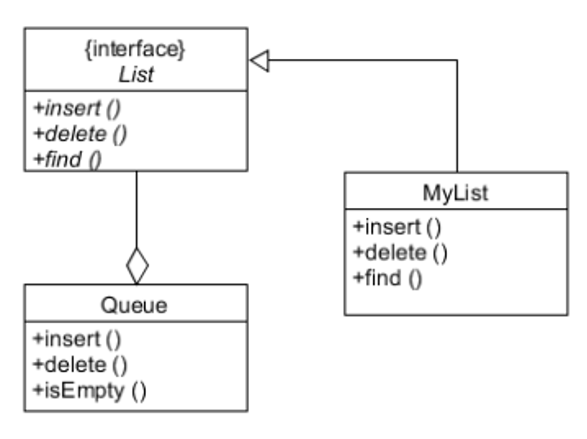 {interface}
List
+insert ()
+delete ()
+find ()
MyList
+insert ()
+delete ()
+find ()
Queue
+insert ()
+delete ()
+isEmpty ()